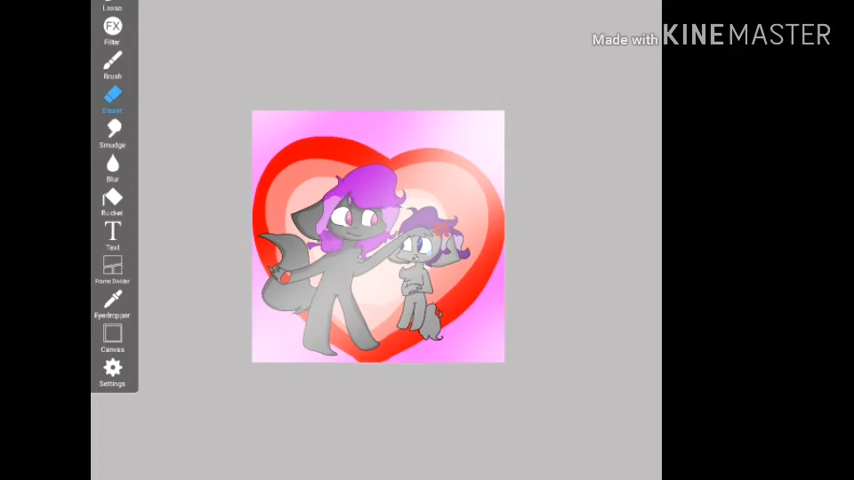 Lasso
FX
Filter
Brush
Eraser
Smudge
Blur
Bucket
T
Text
Frame Divider
Eyedropper
Canvas
Settings
Made with KINEMASTER